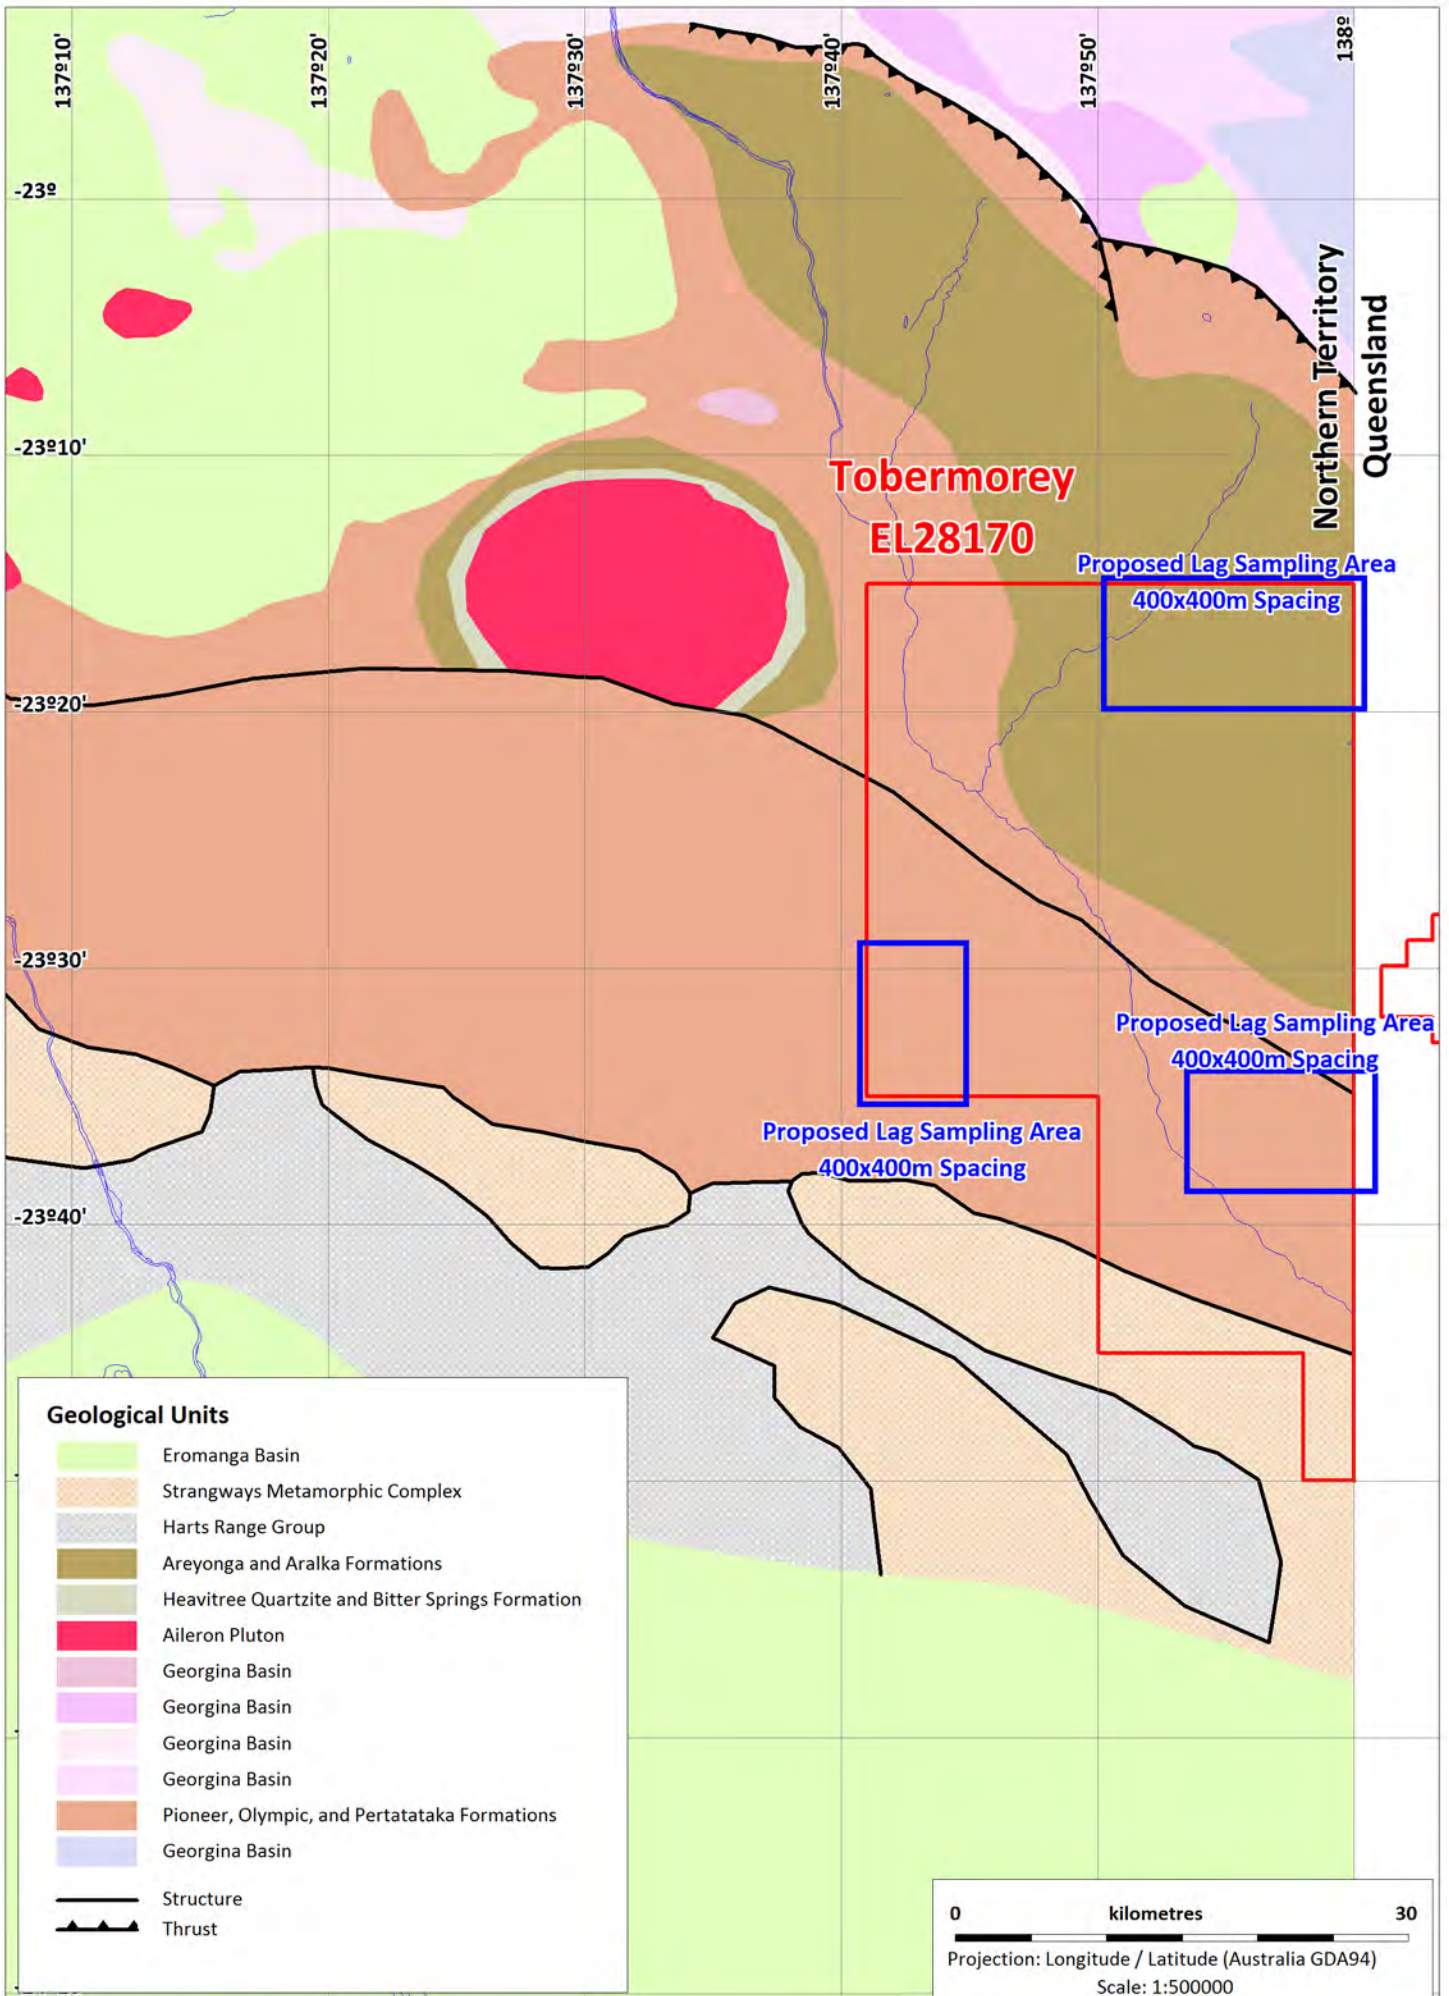 137º10'
137º20'
137º30'
137º40'
137º50'
138º
-23º
-23º10'
-23º20'
-23º30'
-23º40'
Northern Territory
Queensland
Tobermorey
EL28170
Proposed Lag Sampling Area
400x400m Spacing
Proposed Lag Sampling Area
400x400m Spacing
Proposed Lag Sampling Area
400x400m Spacing
Geological Units
Eromanga Basin
Strangways Metamorphic Complex
Harts Range Group
Areyonga and Aralka Formations
Heavitree Quartzite and Bitter Springs Formation
Aileron Pluton
Georgina Basin
Georgina Basin
Georgina Basin
Georgina Basin
Pioneer, Olympic, and Pertatataka Formations
Georgina Basin
Structure
Thrust
0 kilometres 30
Projection: Longitude / Latitude (Australia GDA94)
Scale: 1:500000